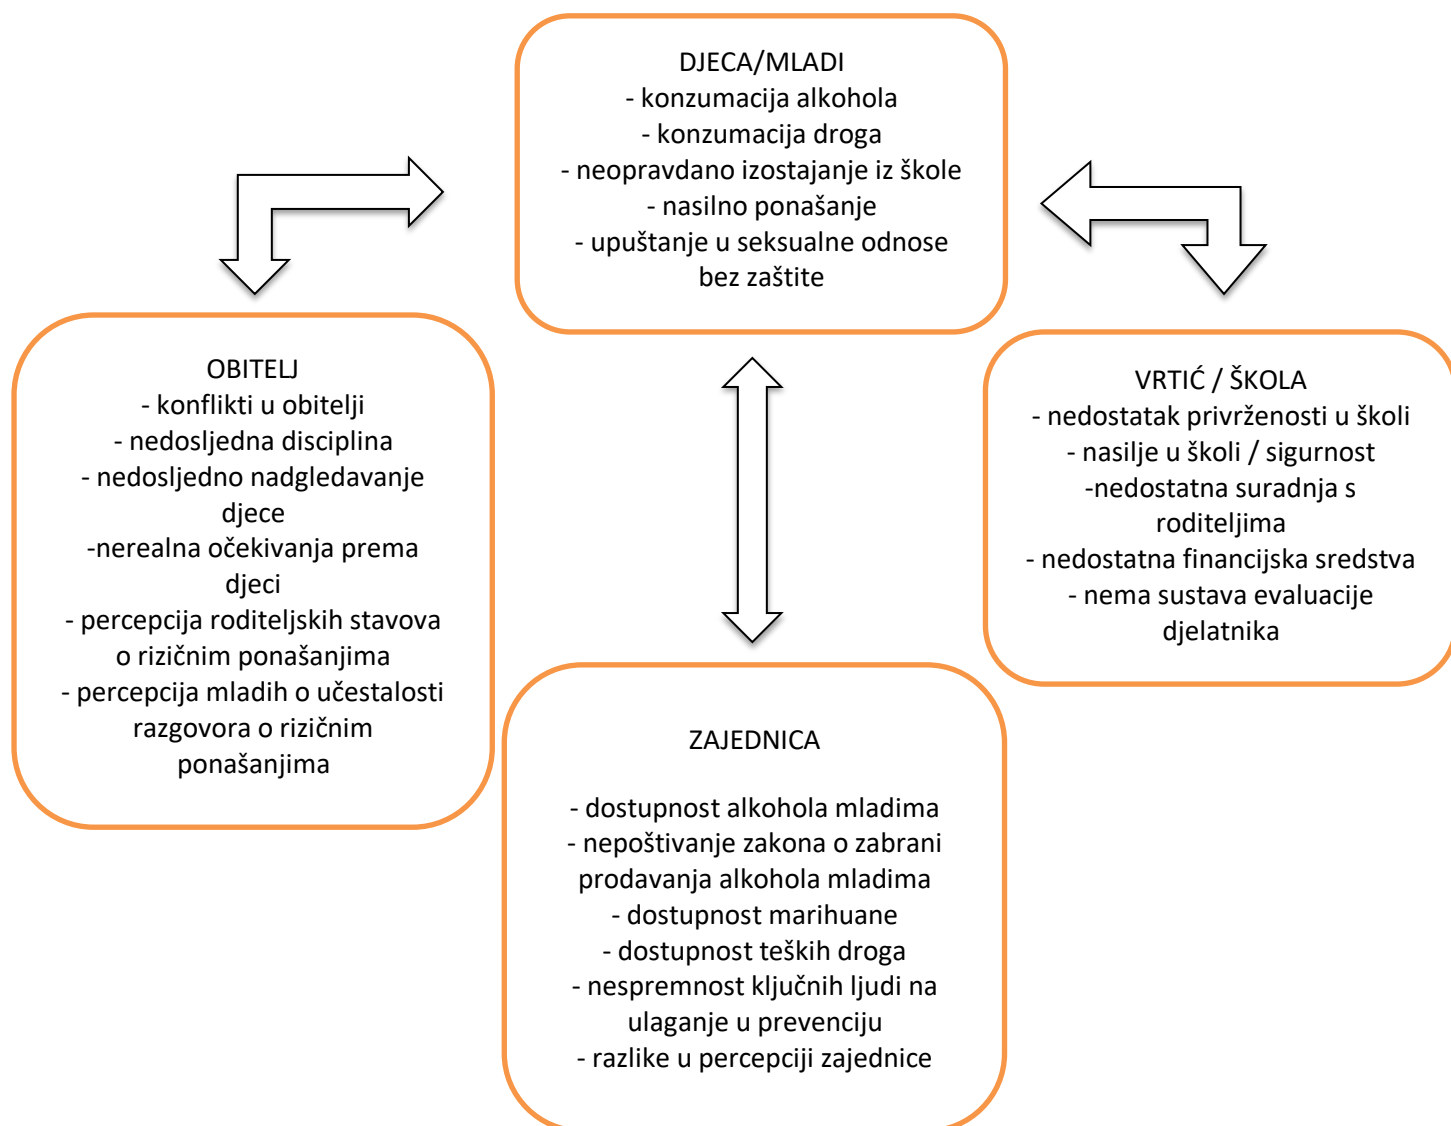 DJECA/MLADI
- konzumacija alkohola
- konzumacija droga
- neopravdano izostajanje iz škole
- nasilno ponašanje
- upuštanje u seksualne odnose
bez zaštite
OBITELJ
- konflikti u obitelji
- nedosljedna disciplina
- nedosljedno nadgledavanje
djece
-nerealna očekivanja prema
djeci
- percepcija roditeljskih stavova
o rizičnim ponašanjima
- percepcija mladih o učestalosti
razgovora o rizičnim
ponašanjima
VRTIĆ / ŠKOLA
- nedostatak privrženosti u školi
- nasilje u školi / sigurnost
-nedostatna suradnja s
roditeljima
- nedostatna financijska sredstva
- nema sustava evaluacije
djelatnika
ZAJEDNICA
- dostupnost alkohola mladima
- nepoštivanje zakona o zabrani
prodavanja alkohola mladima
- dostupnost marihuane
- dostupnost teških droga
- nespremnost ključnih ljudi na
ulaganje u prevenciju
- razlike u percepciji zajednice